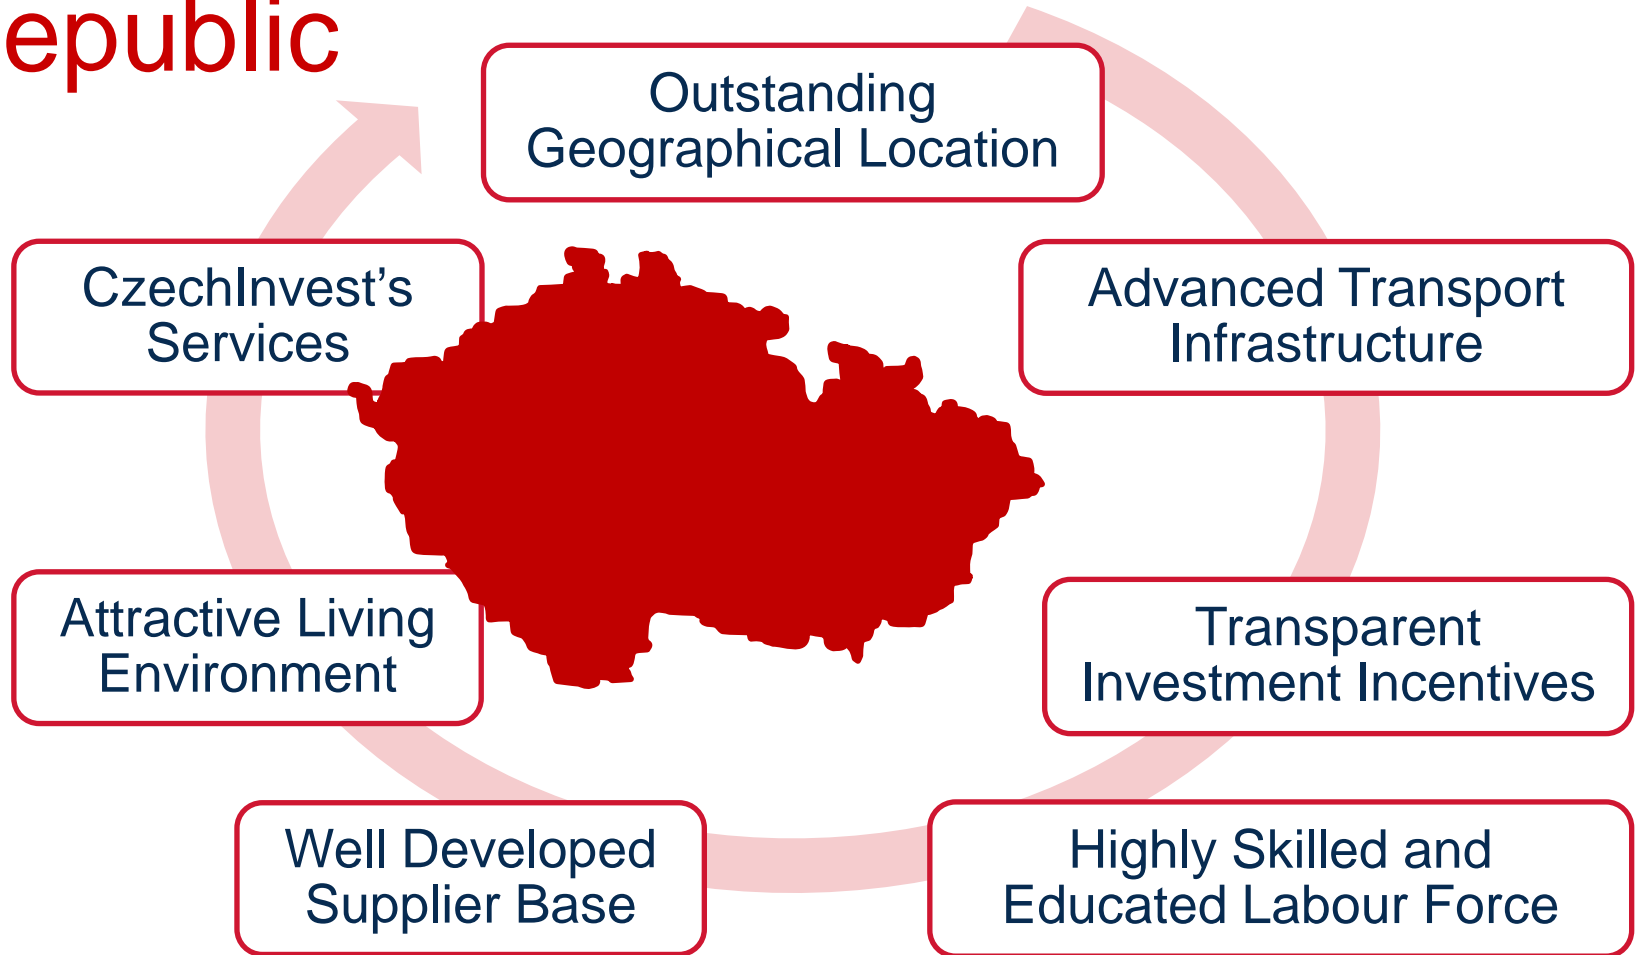 epublic
Outstanding
Geographical Location
CzechInvest’s
Services
Advanced Transport
Infrastructure
Attractive Living
Environment
Transparent
Investment Incentives
Well Developed
Supplier Base
Highly Skilled and
Educated Labour Force